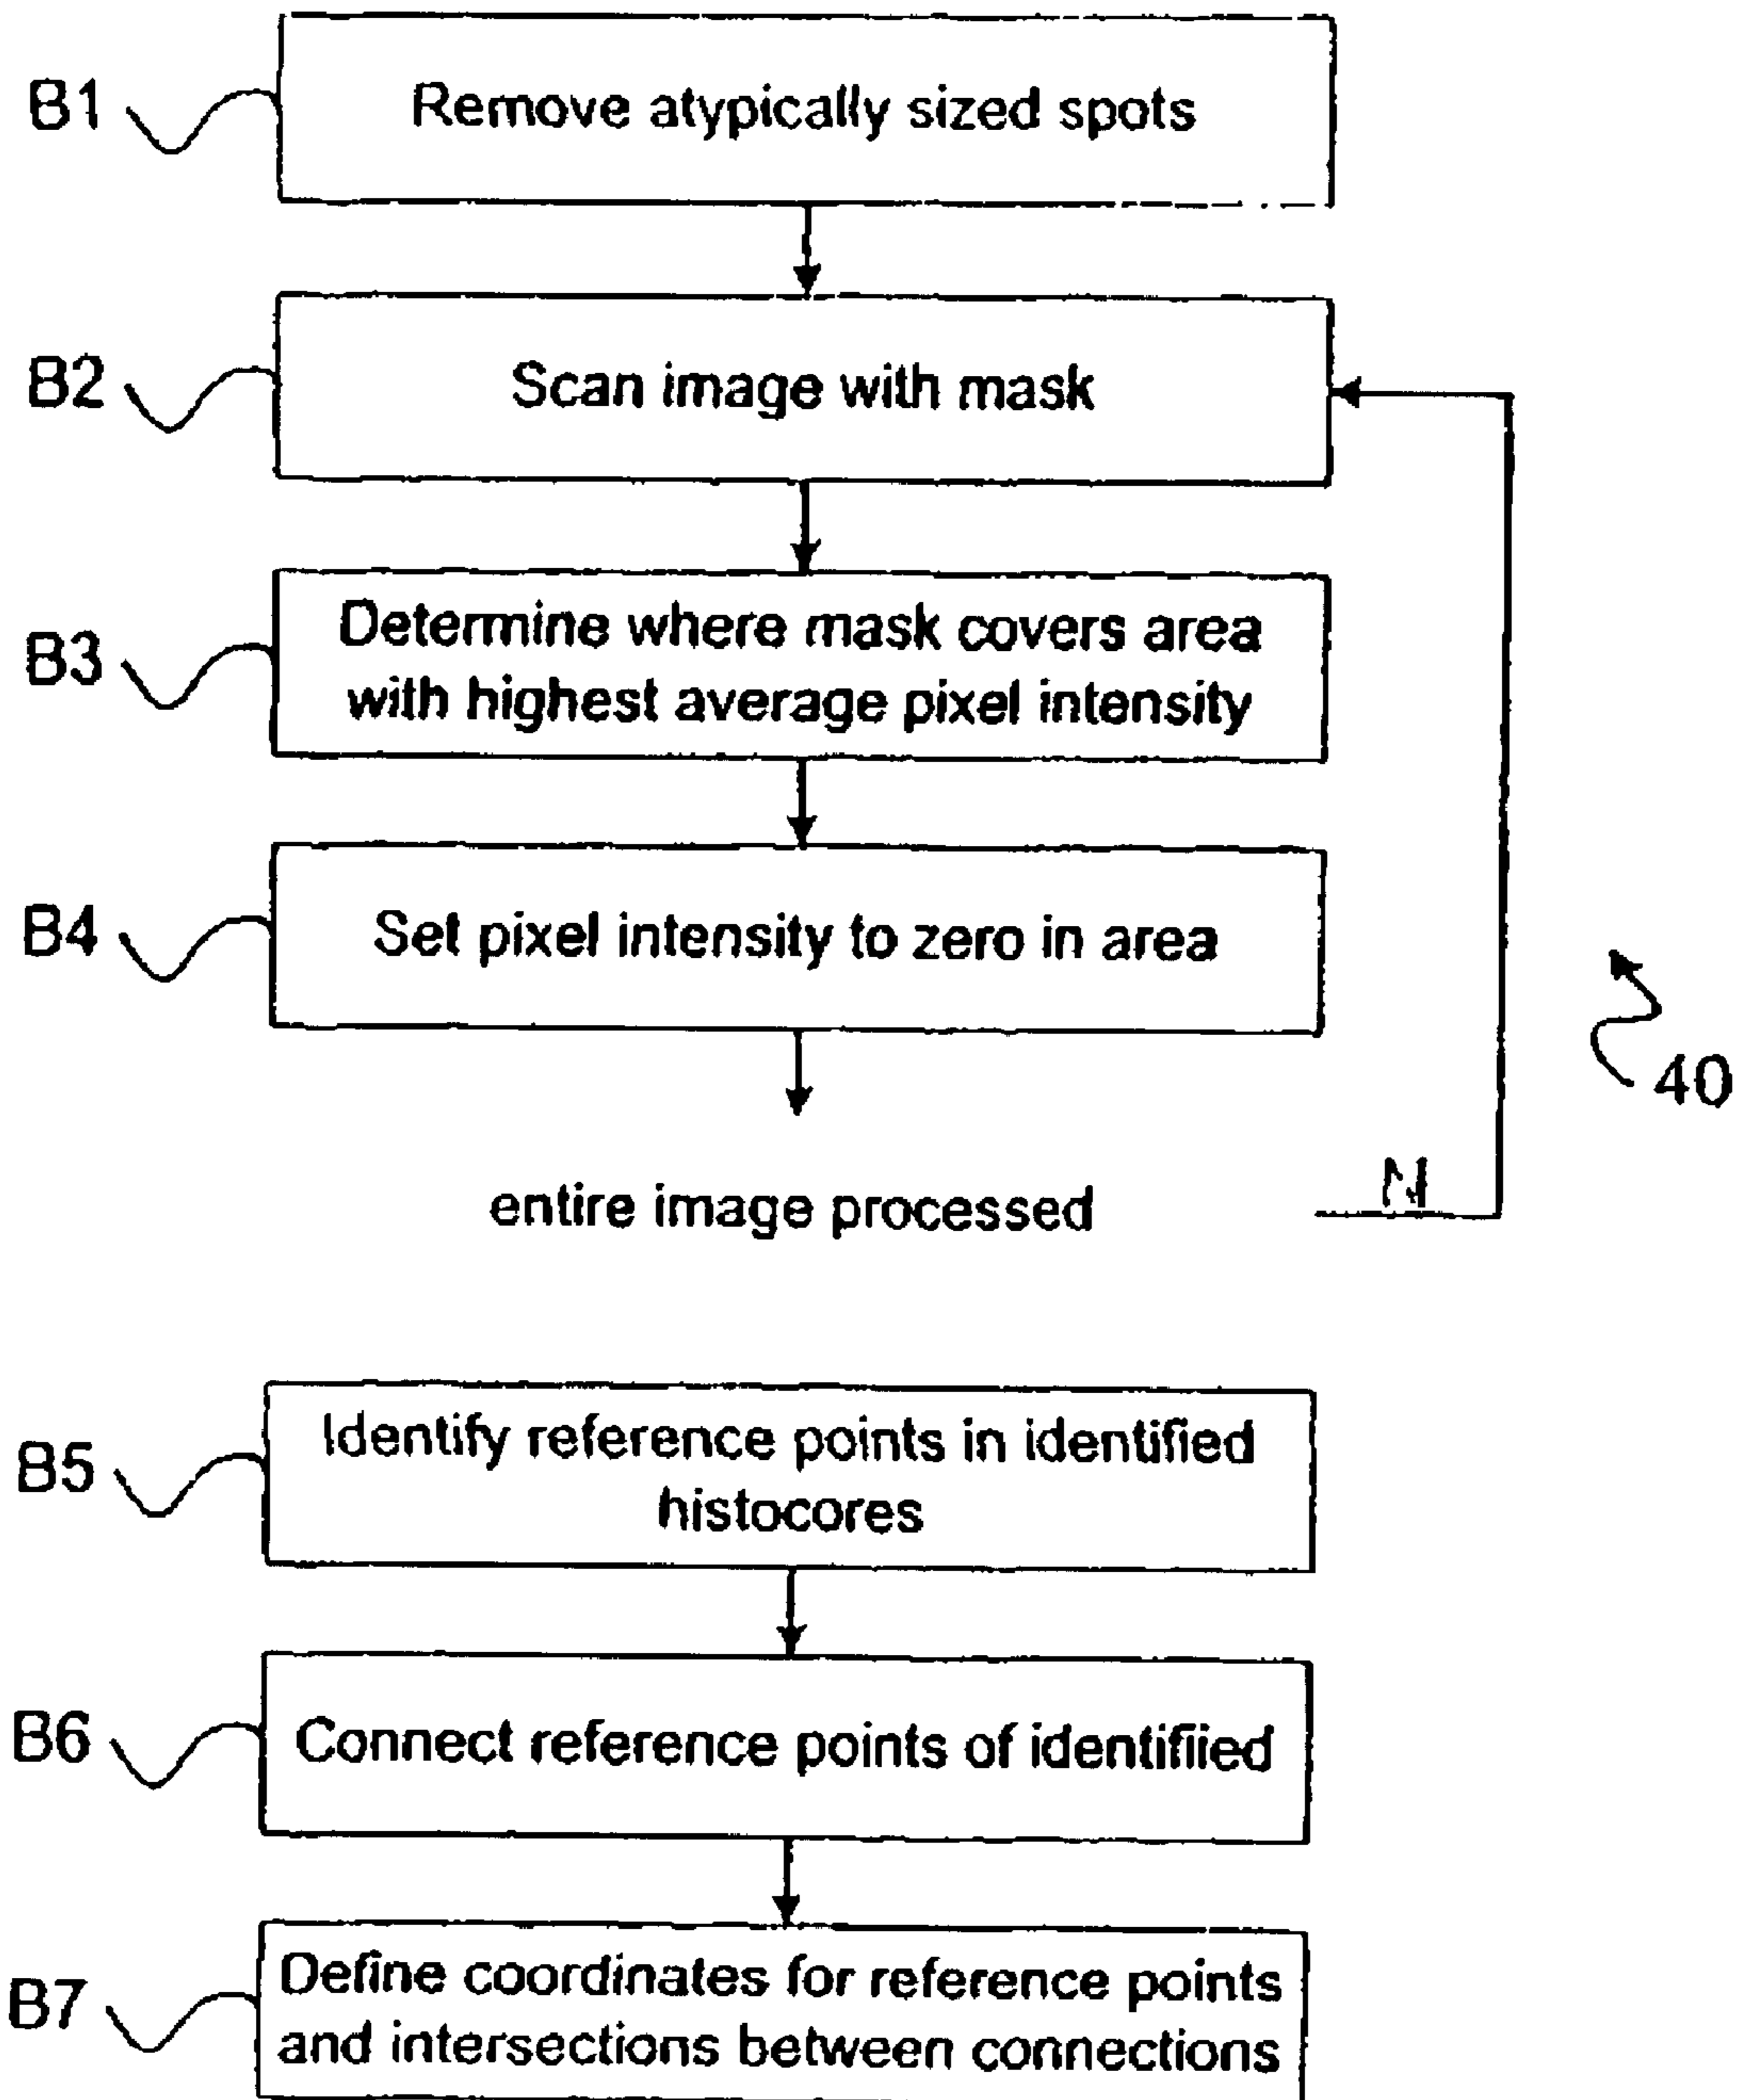 B1
Remove atypically sized spots
B2
Scan image with mask
B3
Determine where mask covers area
with highest average pixel intensity
B4
Set pixel intensity to zero in area
40
entire image processed
N
B5
Identify reference points in identified
histocores
B6
Connect reference points of identifiied
B7
Define coordinates for reference points
and intersections between connections